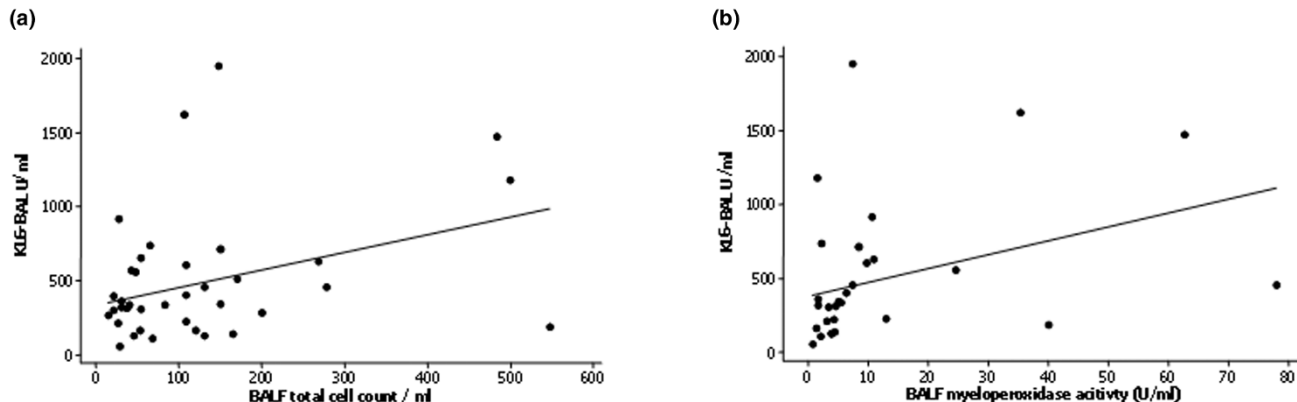 (a)
(b)
2000
1500
1000
500
0
KL6-BAL U/ml
0 100 200 300 400 500 600
BALF total cell count / ml
2000
1500
1000
500
0
KL6-BAL U/ml
0 10 20 30 40 50 60 70 80
BALF myeloperoxidase acitivty (U/ml)